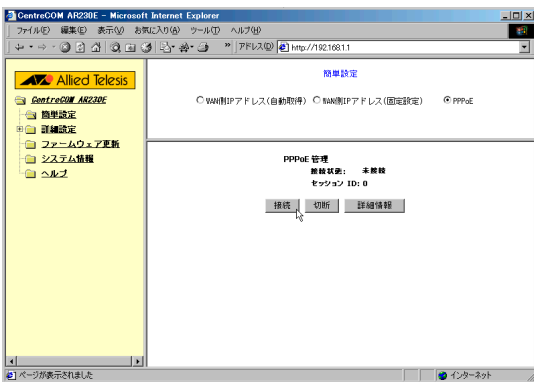 CentreCOM AR230E - Microsoft Internet Explorer
ファイル(F) 編集(E) 表示(V) お気に入り(A) ツール(T) ヘルプ(H)
» アドレス(D) http://192.168.1.1
Allied Telesis
CentreCOM AR230E
簡単設定
詳細設定
ファームウェア更新
システム情報
ヘルプ
簡単設定
WAN側IPアドレス(自動取得) WAN側IPアドレス(固定設定) PPPoE
PPPoE 管理
接続状態: 未接続
セッション ID: 0
接続 切断 詳細情報
ページが表示されました
インターネット